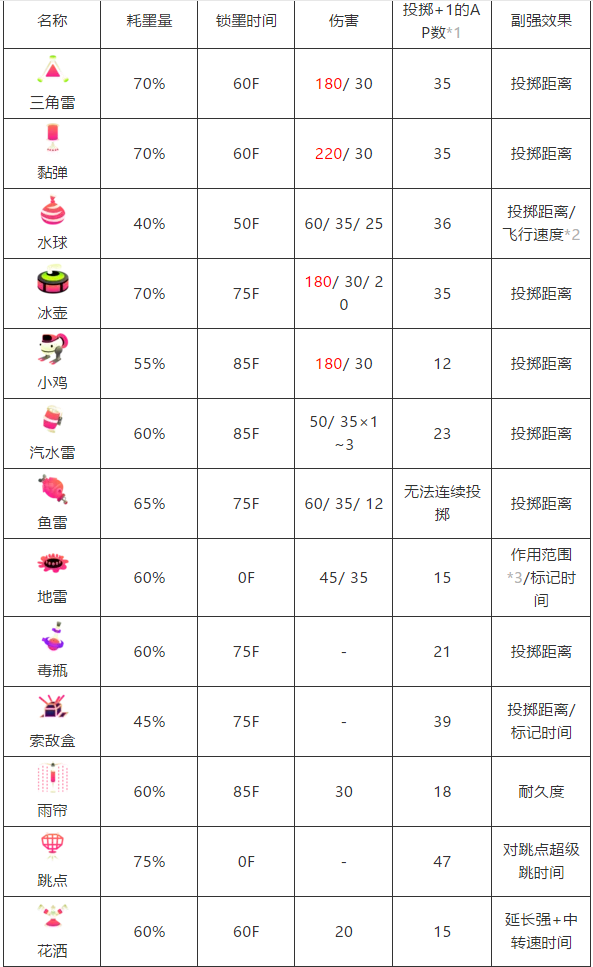 名称 耗墨量 锁墨时间 伤害 投掷+1的A
P数*1 副强效果
三角雷 70% 60F 180/ 30 35 投掷距离
黏弹 70% 60F 220/ 30 35 投掷距离
水球 40% 50F 60/ 35/ 25 36 投掷距离/
飞行速度*2
冰壶 70% 75F 180/ 30/ 2
0 35 投掷距离
小鸡 55% 85F 180/ 30 12 投掷距离
汽水雷 60% 85F 50/ 35×1
~3 23 投掷距离
鱼雷 65% 75F 60/ 35/ 12 无法连续投
掷 投掷距离
地雷 60% 0F 45/ 35 15 作用范围
*3/标记时
间
毒瓶 60% 75F - 21 投掷距离
索敌盒 45% 75F - 39 投掷距离/
标记时间
雨帘 60% 85F 30 18 耐久度
跳点 75% 0F - 47 对跳点超级
跳时间
花洒 60% 60F 20 15 延长强+中
转速时间